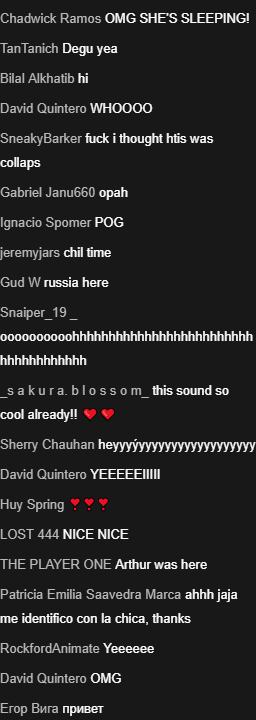 Chadwick Ramos OMG SHE'S SLEEPING!
TanTanich Degu yea
Bilal Alkhatib hi
David Quintero WHOOOO
SneakyBarker fuck i thought htis was
collaps
Gabriel Janu660 opah
Ignacio Spomer POG
jeremyjars chil time
Gud W russia here
Snaiper_19 _
oooooooooohhhhhhhhhhhhhhhhhhhhhhhhh
hhhhhhhhhhhh
_s a k u r a. b l o s s o m_ this sound so
cool already!! ❤️❤️
Sherry Chauhan heyyyýyyyyyyyyyyyyyyyyyy
David Quintero YEEEEEIIIII
Huy Spring ❣️❣️❣️
LOST 444 NICE NICE
THE PLAYER ONE Arthur was here
Patricia Emilia Saavedra Marca ahhh jaja
me identifico con la chica, thanks
RockfordAnimate Yeeeeee
David Quintero OMG
Егор Вига привет